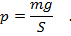 p = mg/S .